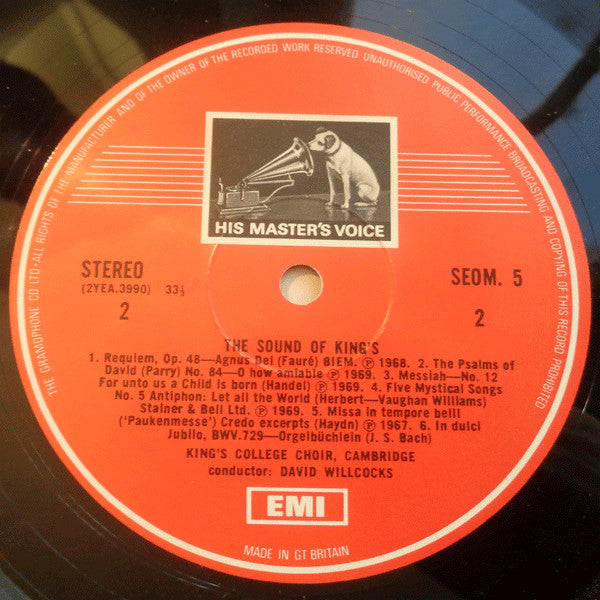 THE GRAMOPHONE CO LTD · ALL RIGHTS OF THE MANUFACTURER AND OF THE OWNER OF THE RECORDED WORK RESERVED UNAUTHORISED PUBLIC PERFORMANCE BROADCASTING AND COPYING OF THIS RECORD PROHIBITED
HIS MASTER'S VOICE
STEREO
(2YEA.3990) 33⅓
2
SEOM. 5
2
THE SOUND OF KING'S
1. Requiem, Op. 48—Agnus Dei (Fauré) BIEM. ℗ 1968. 2. The Psalms of
David (Parry) No. 84—O how amiable ℗ 1969. 3. Messiah—No. 12
For unto us a Child is born (Handel) ℗ 1969. 4. Five Mystical Songs
No. 5 Antiphon: Let all the World (Herbert—Vaughan Williams)
Stainer & Bell Ltd. ℗ 1969. 5. Missa in tempore belli
('Paukenmesse') Credo excerpts (Haydn) ℗ 1967. 6. In dulci
Jubilo, BWV.729—Orgelbüchlein (J. S. Bach)
KING'S COLLEGE CHOIR, CAMBRIDGE
conductor: DAVID WILLCOCKS
EMI
MADE IN GT BRITAIN